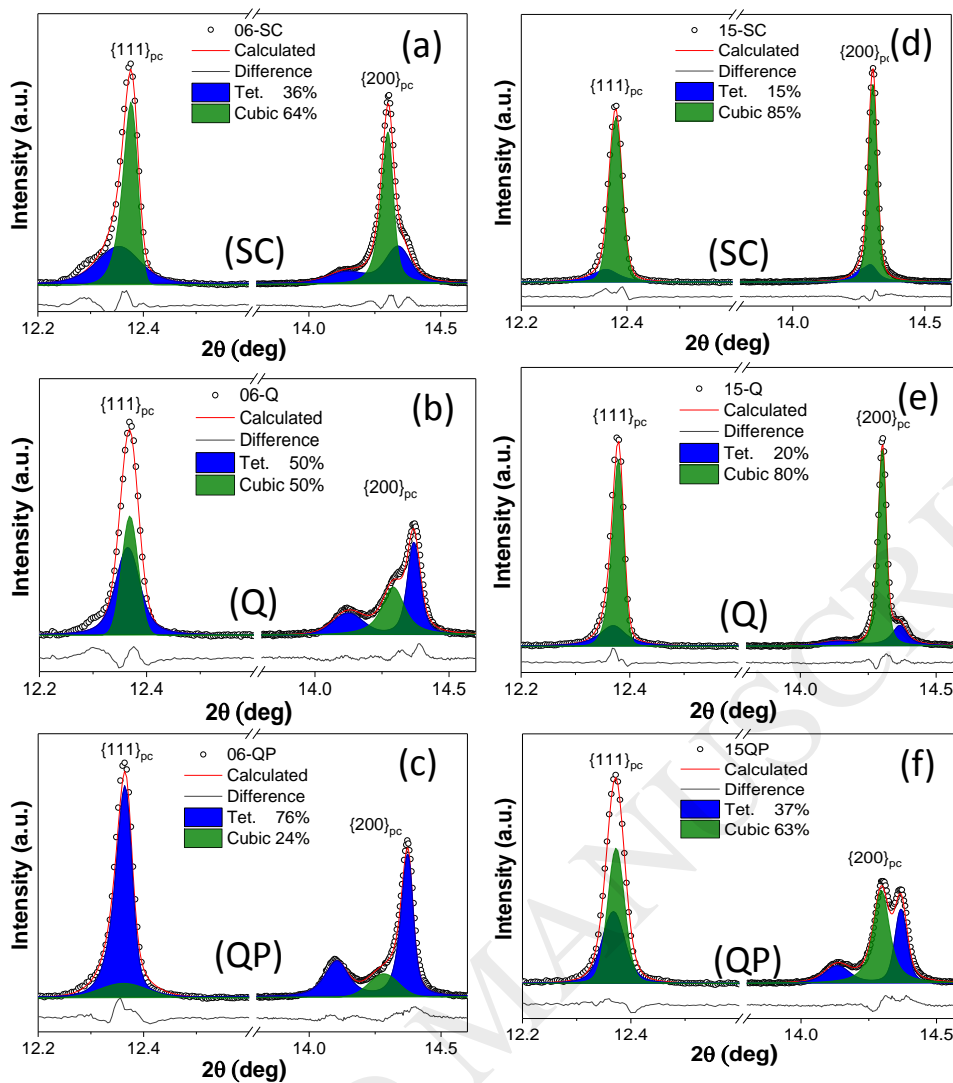 (a)
06-SC
Calculated
Difference
Tet. 36%
Cubic 64%
{111}pc
{200}pc
(SC)
Intensity (a.u.)
12.2 12.4 14.0 14.5
2θ (deg)
(d)
15-SC
Calculated
Difference
Tet. 15%
Cubic 85%
{111}pc
{200}pc
(SC)
Intensity (a.u.)
12.2 12.4 14.0 14.5
2θ (deg)
(b)
06-Q
Calculated
Difference
Tet. 50%
Cubic 50%
{111}pc
{200}pc
(Q)
Intensity (a.u.)
12.2 12.4 14.0 14.5
2θ (deg)
(e)
15-Q
Calculated
Difference
Tet. 20%
Cubic 80%
{111}pc
{200}pc
(Q)
Intensity (a.u.)
12.2 12.4 14.0 14.5
2θ (deg)
(c)
06-QP
Calculated
Difference
Tet. 76%
Cubic 24%
{111}pc
{200}pc
(QP)
Intensity (a.u.)
12.2 12.4 14.0 14.5
2θ (deg)
(f)
15QP
Calculated
Difference
Tet. 37%
Cubic 63%
{111}pc
{200}pc
(QP)
Intensity (a.u.)
12.2 12.4 14.0 14.5
2θ (deg)
MANUSCR